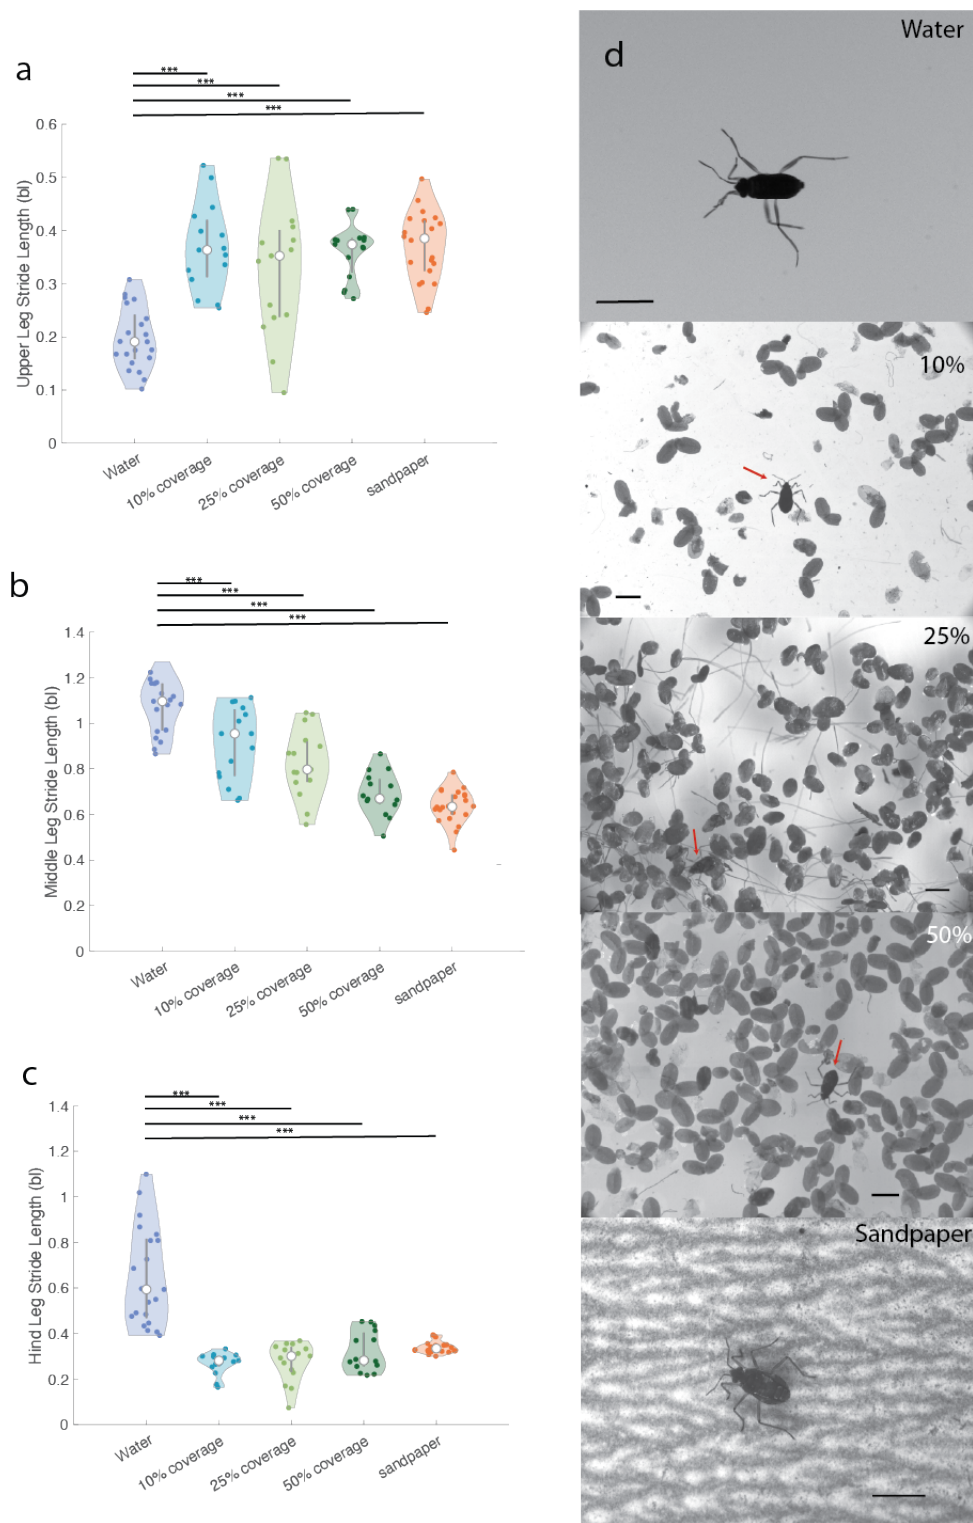 a
***
***
***
***
0.6
0.5
0.4
0.3
0.2
0.1
0
Upper Leg Stride Length (bl)
Water
10% coverage
25% coverage
50% coverage
sandpaper
b
***
***
***
***
1.4
1.2
1
0.8
0.6
0.4
0.2
0
Middle Leg Stride Length (bl)
Water
10% coverage
25% coverage
50% coverage
sandpaper
c
***
***
***
***
1.4
1.2
1
0.8
0.6
0.4
0.2
0
Hind Leg Stride Length (bl)
Water
10% coverage
25% coverage
50% coverage
sandpaper
d
Water
10%
25%
50%
Sandpaper